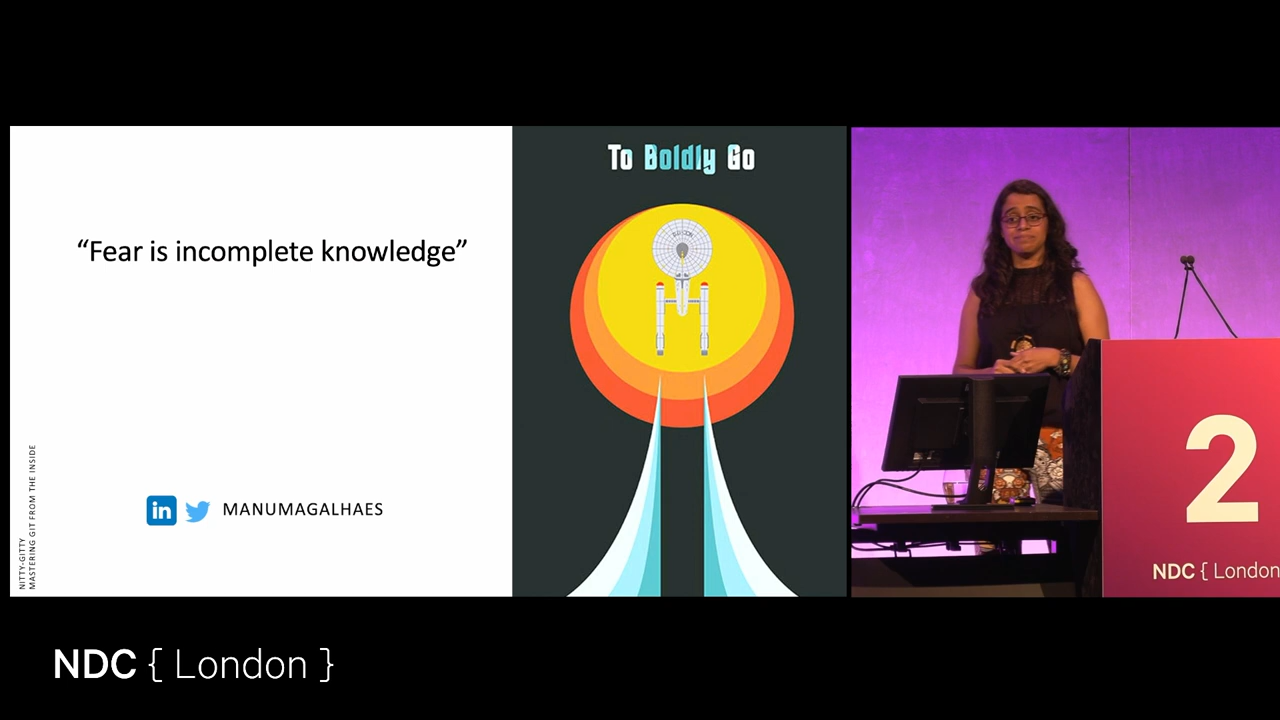 To Boldly Go
“Fear is incomplete knowledge”
MANUMAGALHAES
NITTY-GITTY
MASTERING GIT FROM THE INSIDE
in
2
NDC { London
NDC { London }